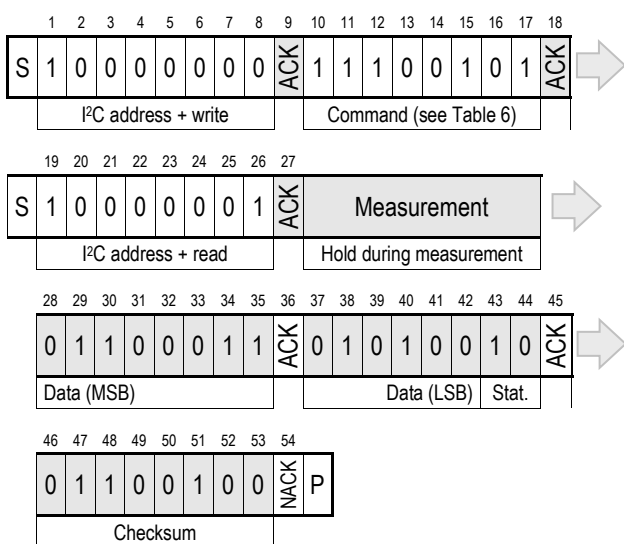 1 2 3 4 5 6 7 8 9 10 11 12 13 14 15 16 17 18
S 1 0 0 0 0 0 0 0 ACK 1 1 1 0 0 1 0 1 ACK
I²C address + write Command (see Table 6)
19 20 21 22 23 24 25 26 27
S 1 0 0 0 0 0 0 1 ACK Measurement
I²C address + read Hold during measurement
28 29 30 31 32 33 34 35 36 37 38 39 40 41 42 43 44 45
0 1 1 0 0 0 1 1 ACK 0 1 0 1 0 0 1 0 ACK
Data (MSB) Data (LSB) Stat.
46 47 48 49 50 51 52 53 54
0 1 1 0 0 1 0 0 NACK P
Checksum